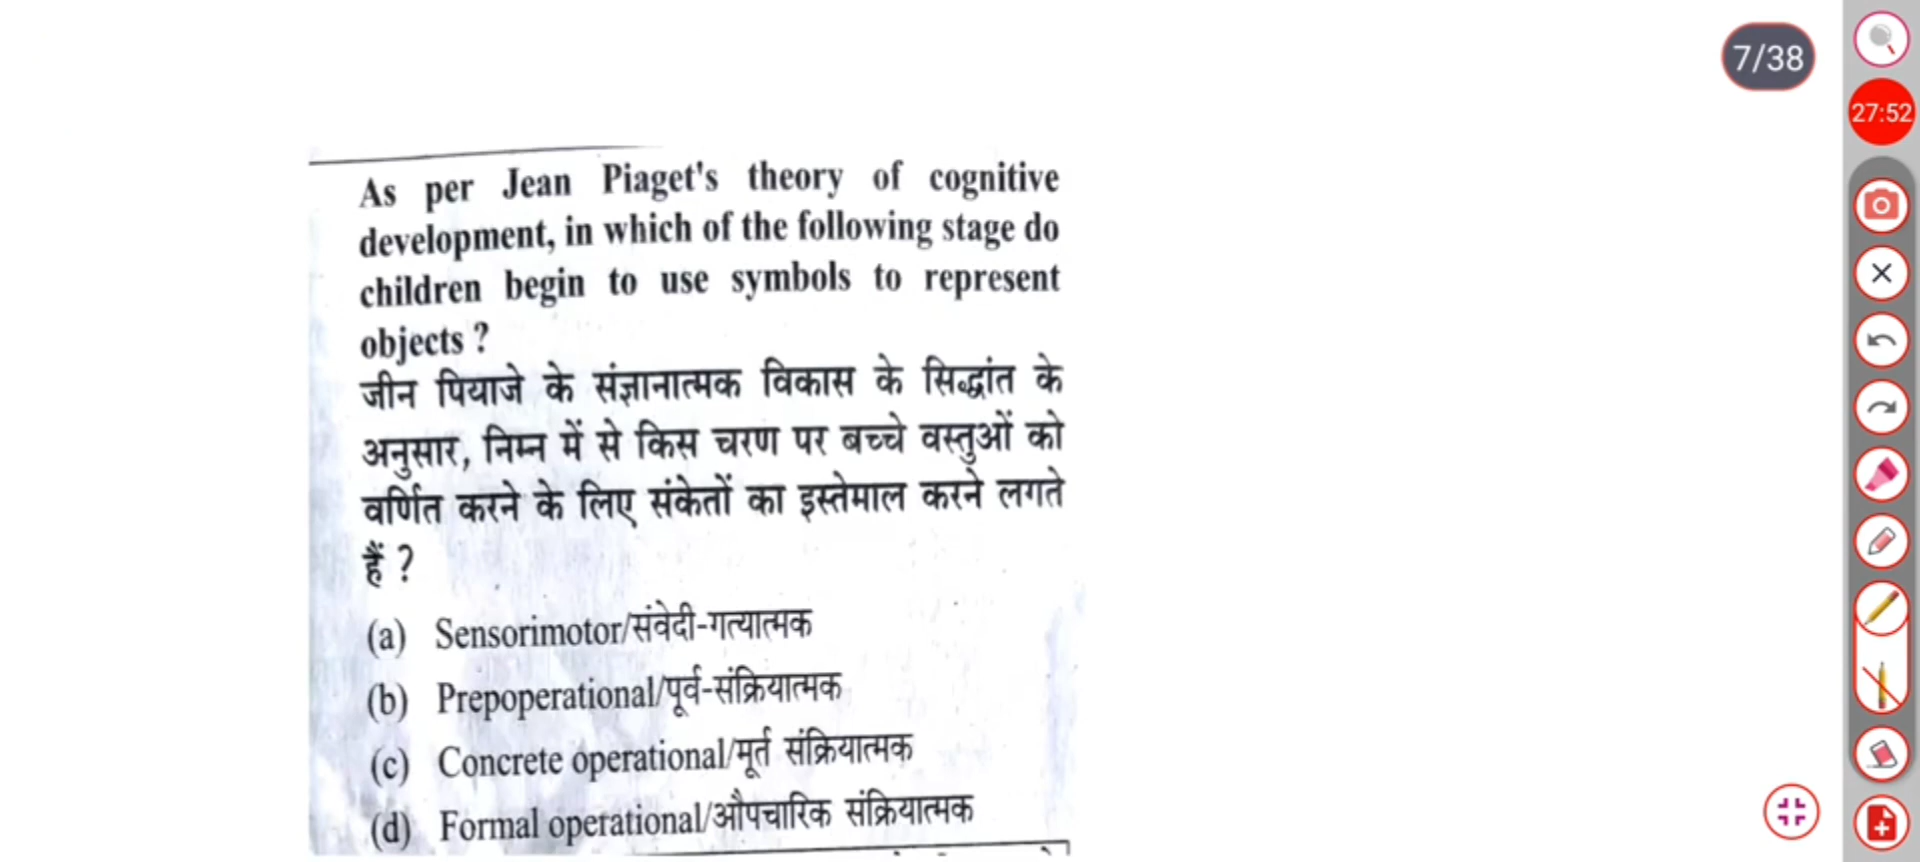 7/38
27:52
As per Jean Piaget's theory of cognitive
development, in which of the following stage do
children begin to use symbols to represent
objects ?
जीन पियाजे के संज्ञानात्मक विकास के सिद्धांत के
अनुसार, निम्न में से किस चरण पर बच्चे वस्तुओं को
वर्णित करने के लिए संकेतों का इस्तेमाल करने लगते
हैं ?
(a) Sensorimotor/संवेदी-गत्यात्मक
(b) Prepoperational/पूर्व-संक्रियात्मक
(c) Concrete operational/मूर्त संक्रियात्मक
(d) Formal operational/औपचारिक संक्रियात्मक